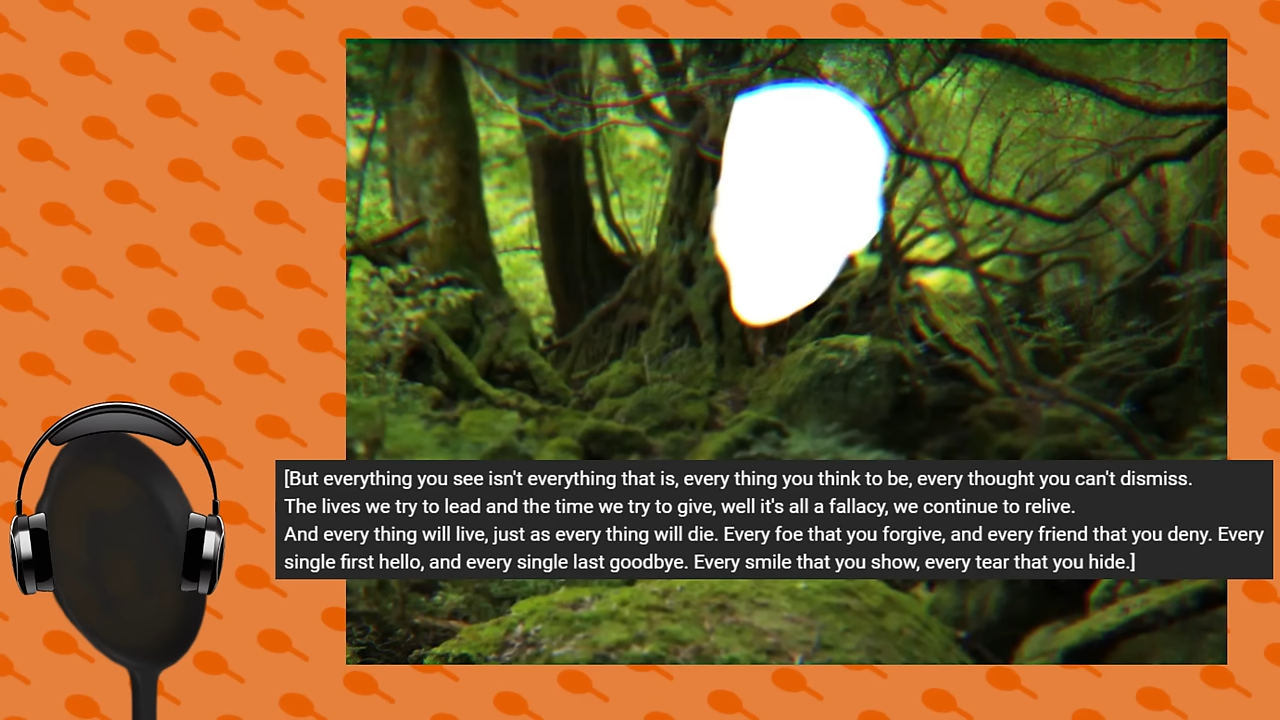 [But everything you see isn't everything that is, every thing you think to be, every thought you can't dismiss.
The lives we try to lead and the time we try to give, well it's all a fallacy, we continue to relive.
And every thing will live, just as every thing will die. Every foe that you forgive, and every friend that you deny. Every
single first hello, and every single last goodbye. Every smile that you show, every tear that you hide.]